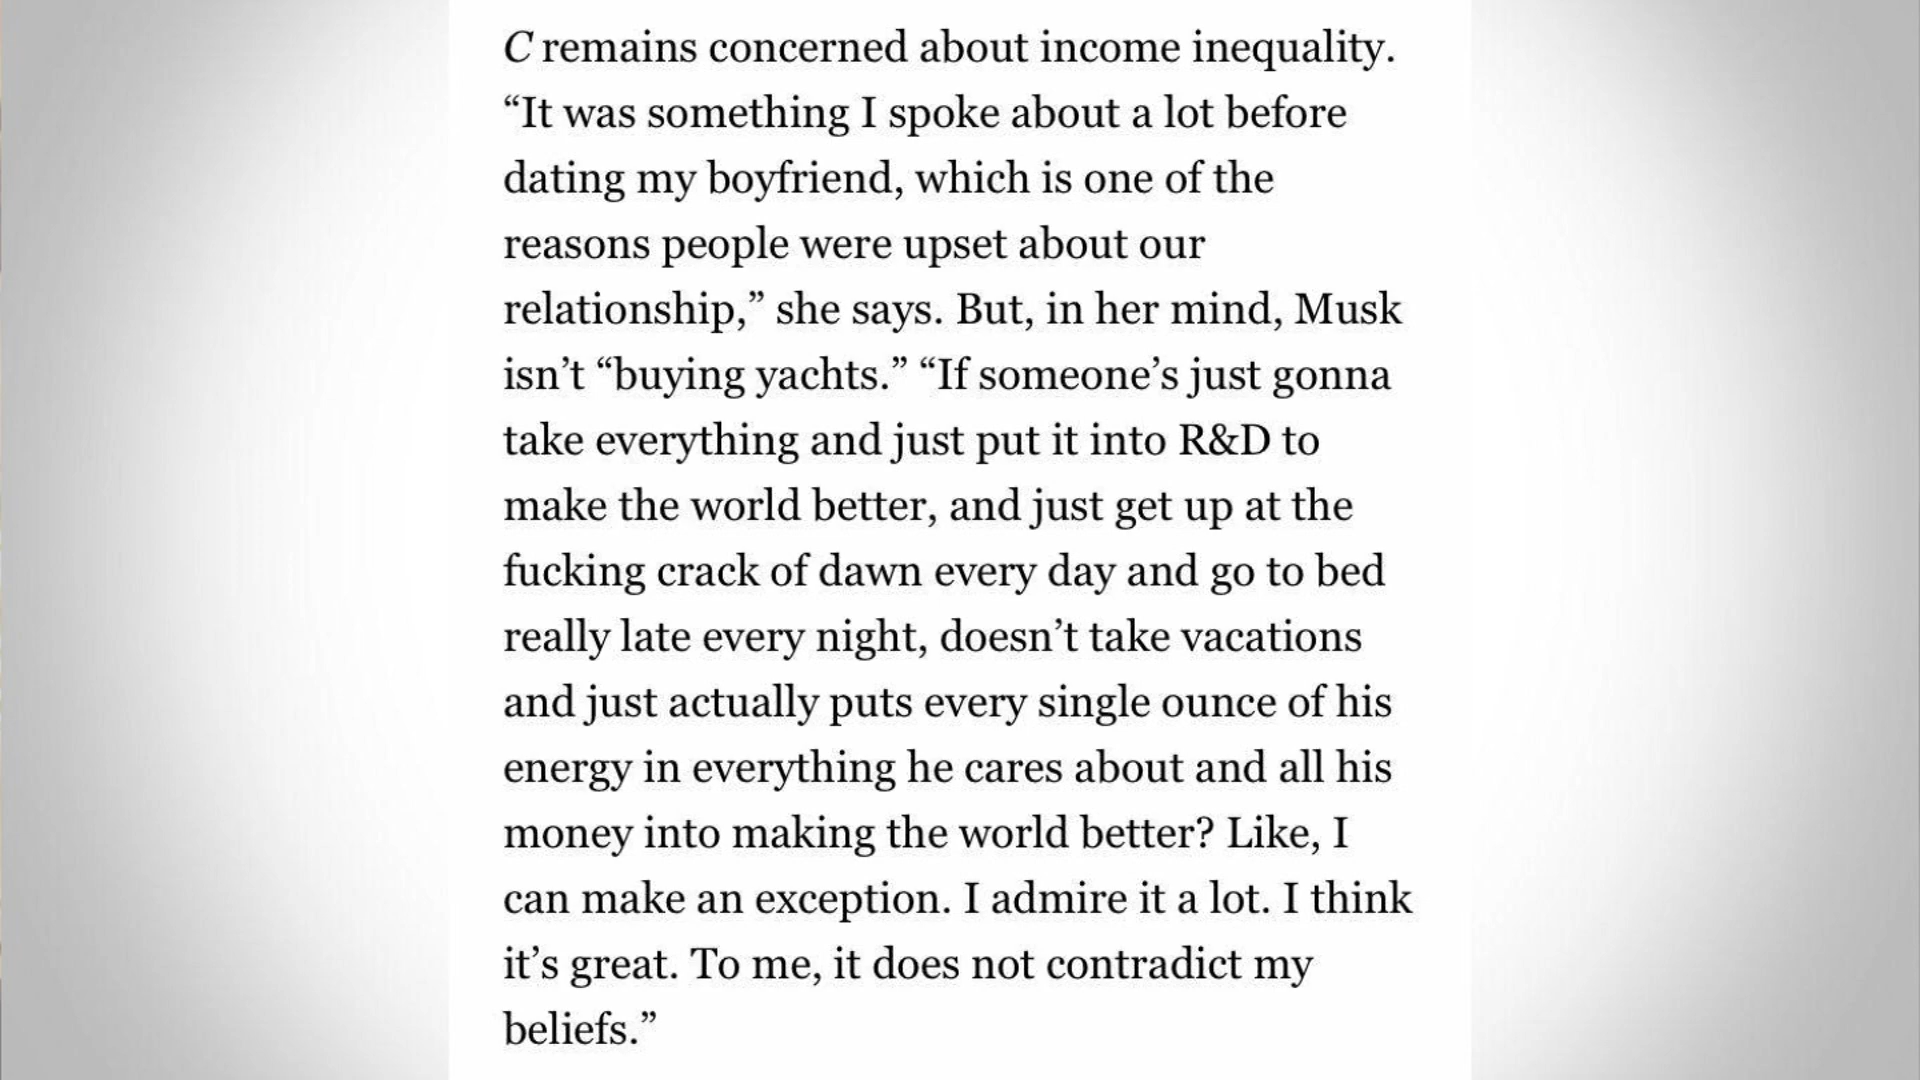 C remains concerned about income inequality.
“It was something I spoke about a lot before
dating my boyfriend, which is one of the
reasons people were upset about our
relationship,” she says. But, in her mind, Musk
isn’t “buying yachts.” “If someone’s just gonna
take everything and just put it into R&D to
make the world better, and just get up at the
fucking crack of dawn every day and go to bed
really late every night, doesn’t take vacations
and just actually puts every single ounce of his
energy in everything he cares about and all his
money into making the world better? Like, I
can make an exception. I admire it a lot. I think
it’s great. To me, it does not contradict my
beliefs.”